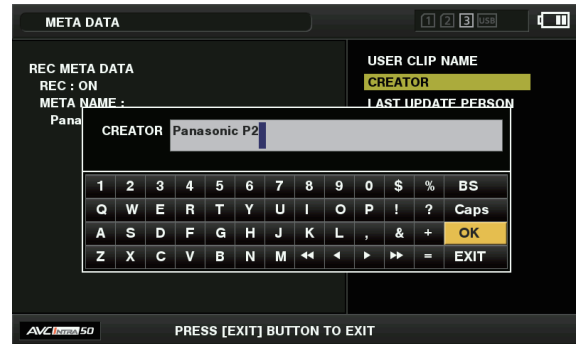 META DATA
1 2 3 USB
REC META DATA
REC : ON
META NAME :
Pana
USER CLIP NAME
CREATOR
LAST UPDATE PERSON
CREATOR Panasonic P2
1 2 3 4 5 6 7 8 9 0 $ % BS
Q W E R T Y U I O P ! ? Caps
A S D F G H J K L , & + OK
Z X C V B N M ◀◀ ◀ ▶ ▶▶ = EXIT
AVC INTRA 50
PRESS [EXIT] BUTTON TO EXIT